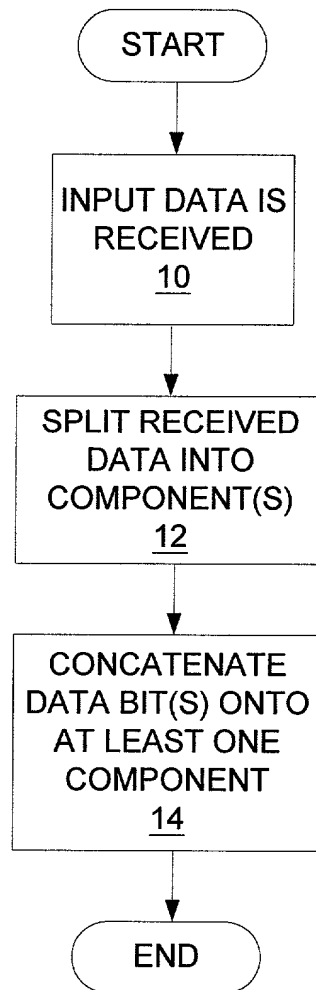 START
INPUT DATA IS
RECEIVED
10
SPLIT RECEIVED
DATA INTO
COMPONENT(S)
12
CONCATENATE
DATA BIT(S) ONTO
AT LEAST ONE
COMPONENT
14
END